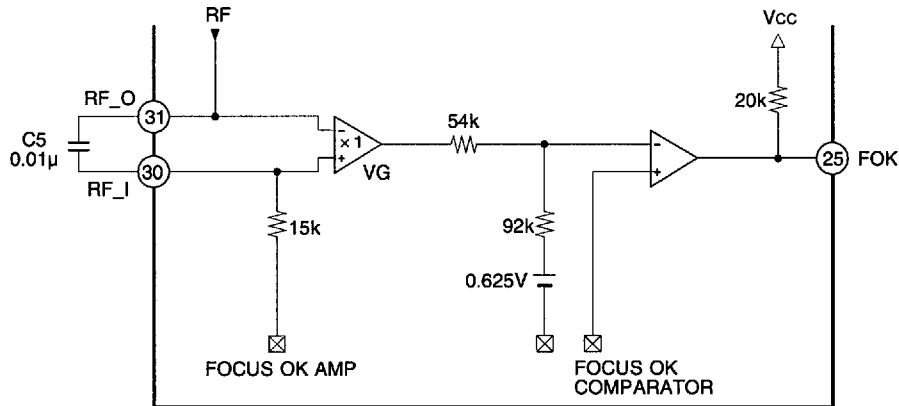 RF
Vcc
RF_O
31
C5
0.01μ
30
RF_I
− × 1 +
VG
54k
20k
− +
25
FOK
15k
92k
0.625V
FOCUS OK AMP
FOCUS OK
COMPARATOR